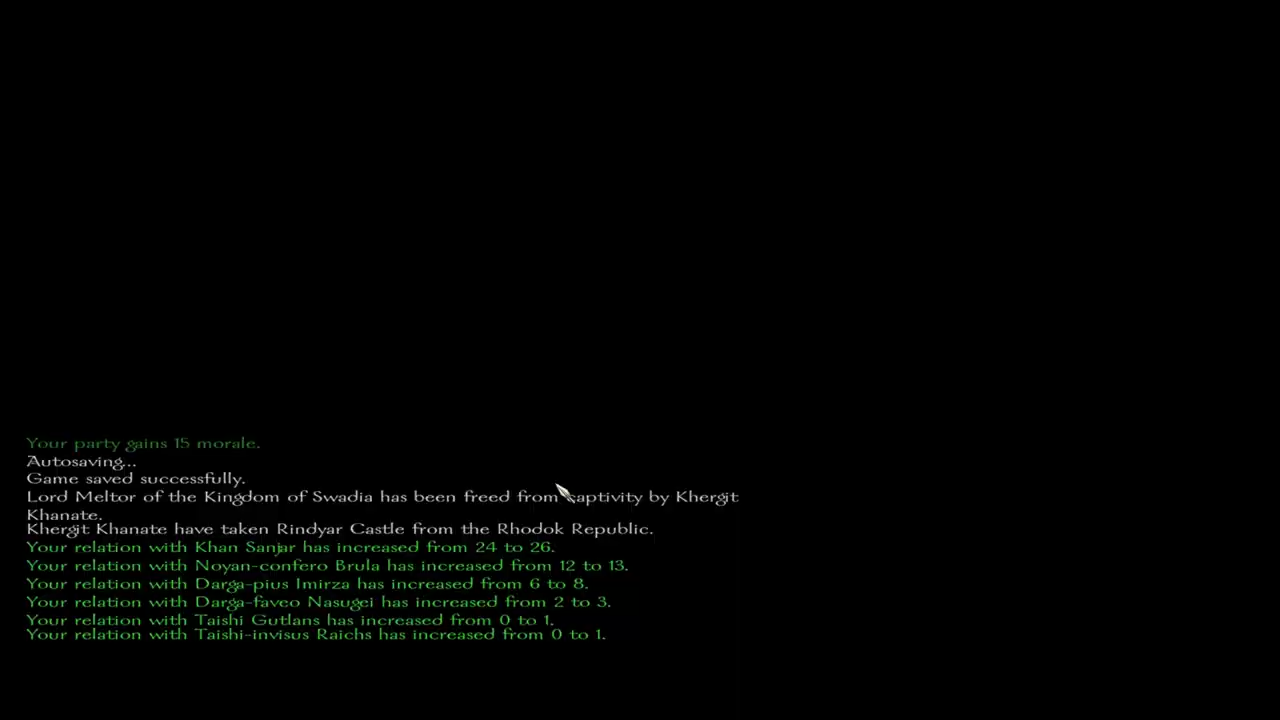 Your party gains 15 morale.
Autosaving...
Game saved successfully.
Lord Meltor of the Kingdom of Swadia has been freed from captivity by Khergit
Khanate.
Khergit Khanate have taken Rindyar Castle from the Rhodok Republic.
Your relation with Khan Sanjar has increased from 24 to 26.
Your relation with Noyan-confero Brula has increased from 12 to 13.
Your relation with Darga-pius Imirza has increased from 6 to 8.
Your relation with Darga-faveo Nasugei has increased from 2 to 3.
Your relation with Taishi Gutlans has increased from 0 to 1.
Your relation with Taishi-invisus Raichs has increased from 0 to 1.